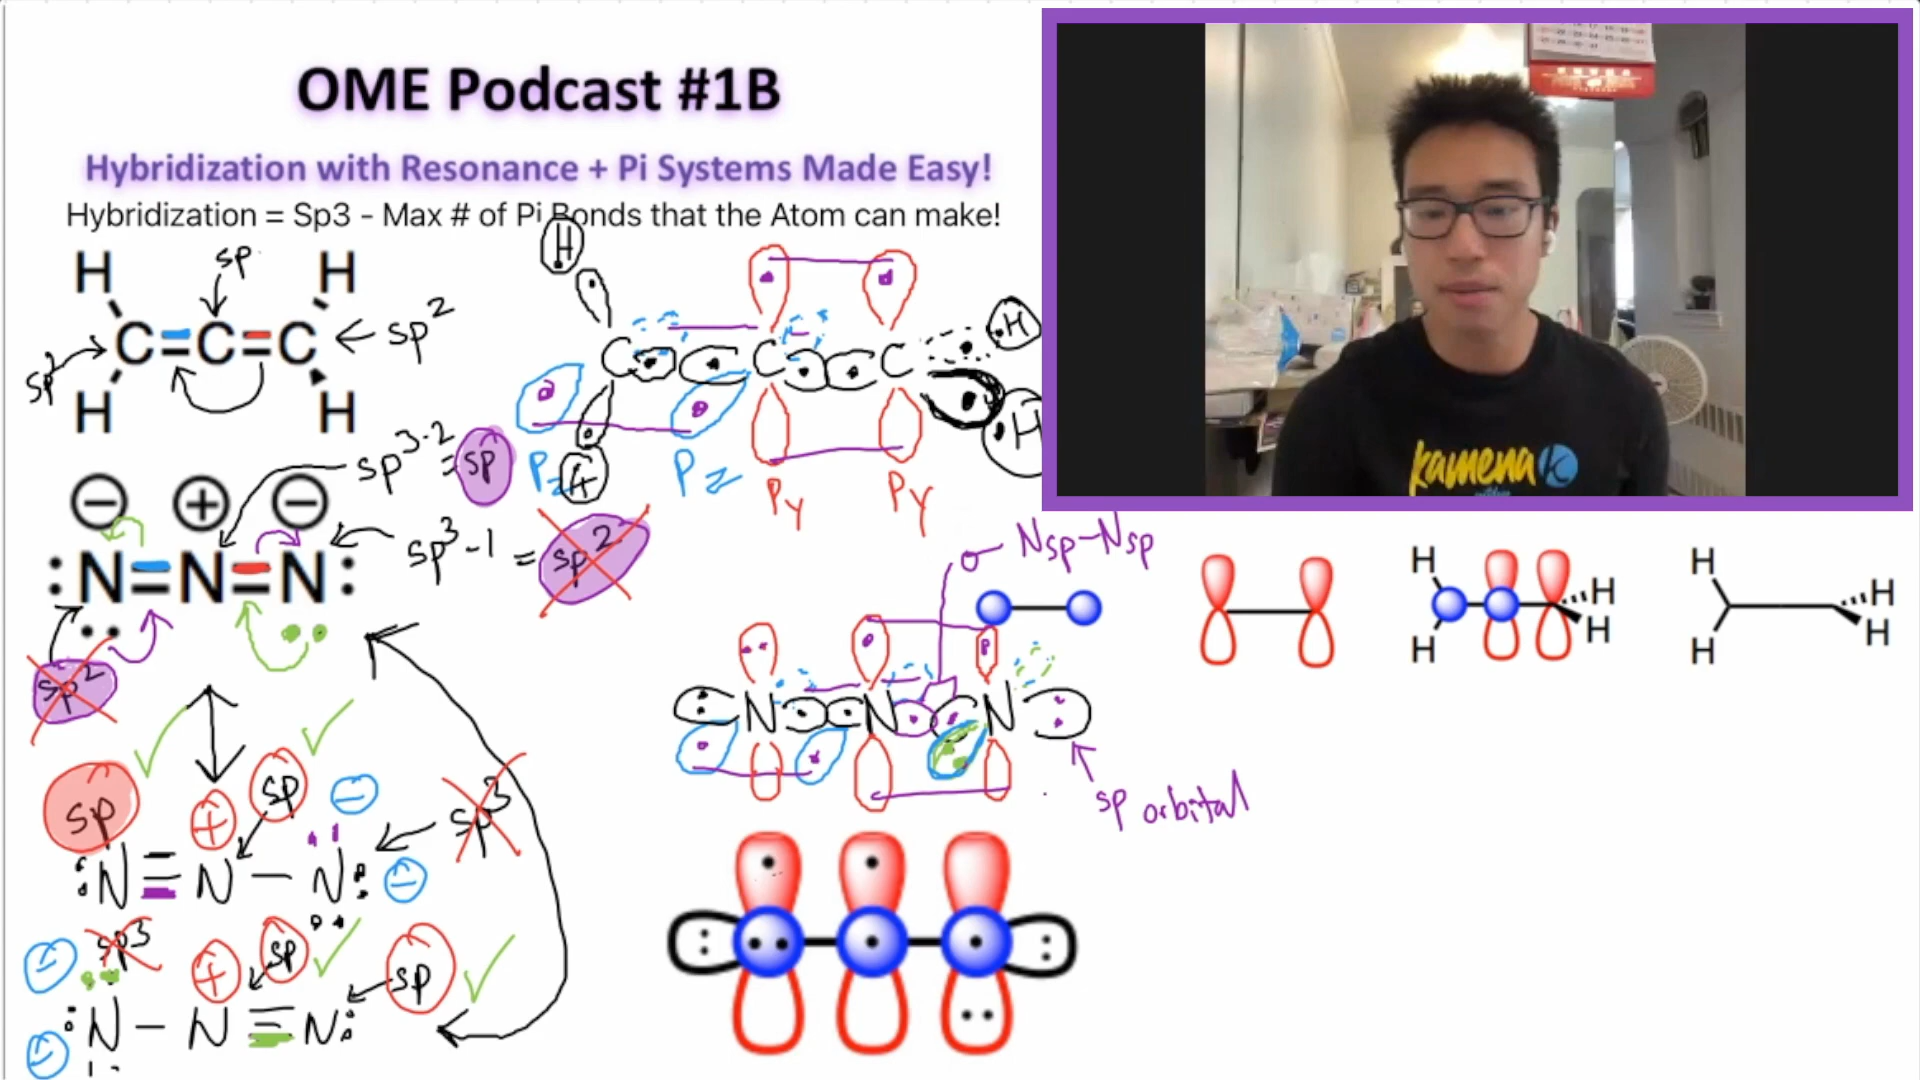 OME Podcast #1B
Hybridization with Resonance + Pi Systems Made Easy!
Hybridization = Sp3 - Max # of Pi Bonds that the Atom can make!
H sp H
C=C=C sp²
sp²
H H
H
C C C H
H
H
Pz Pz Py Py
sp³⁻² = sp
⊖ ⊕ ⊖
:N=N=N:
sp³-1 = sp²
sp²
Nsp-Nsp
N N N
sp orbital
sp + sp − sp³
:N≡N-N: −
− sp3 + sp sp
:N-N≡N:
−
H H
H H
H H
H H
kamena